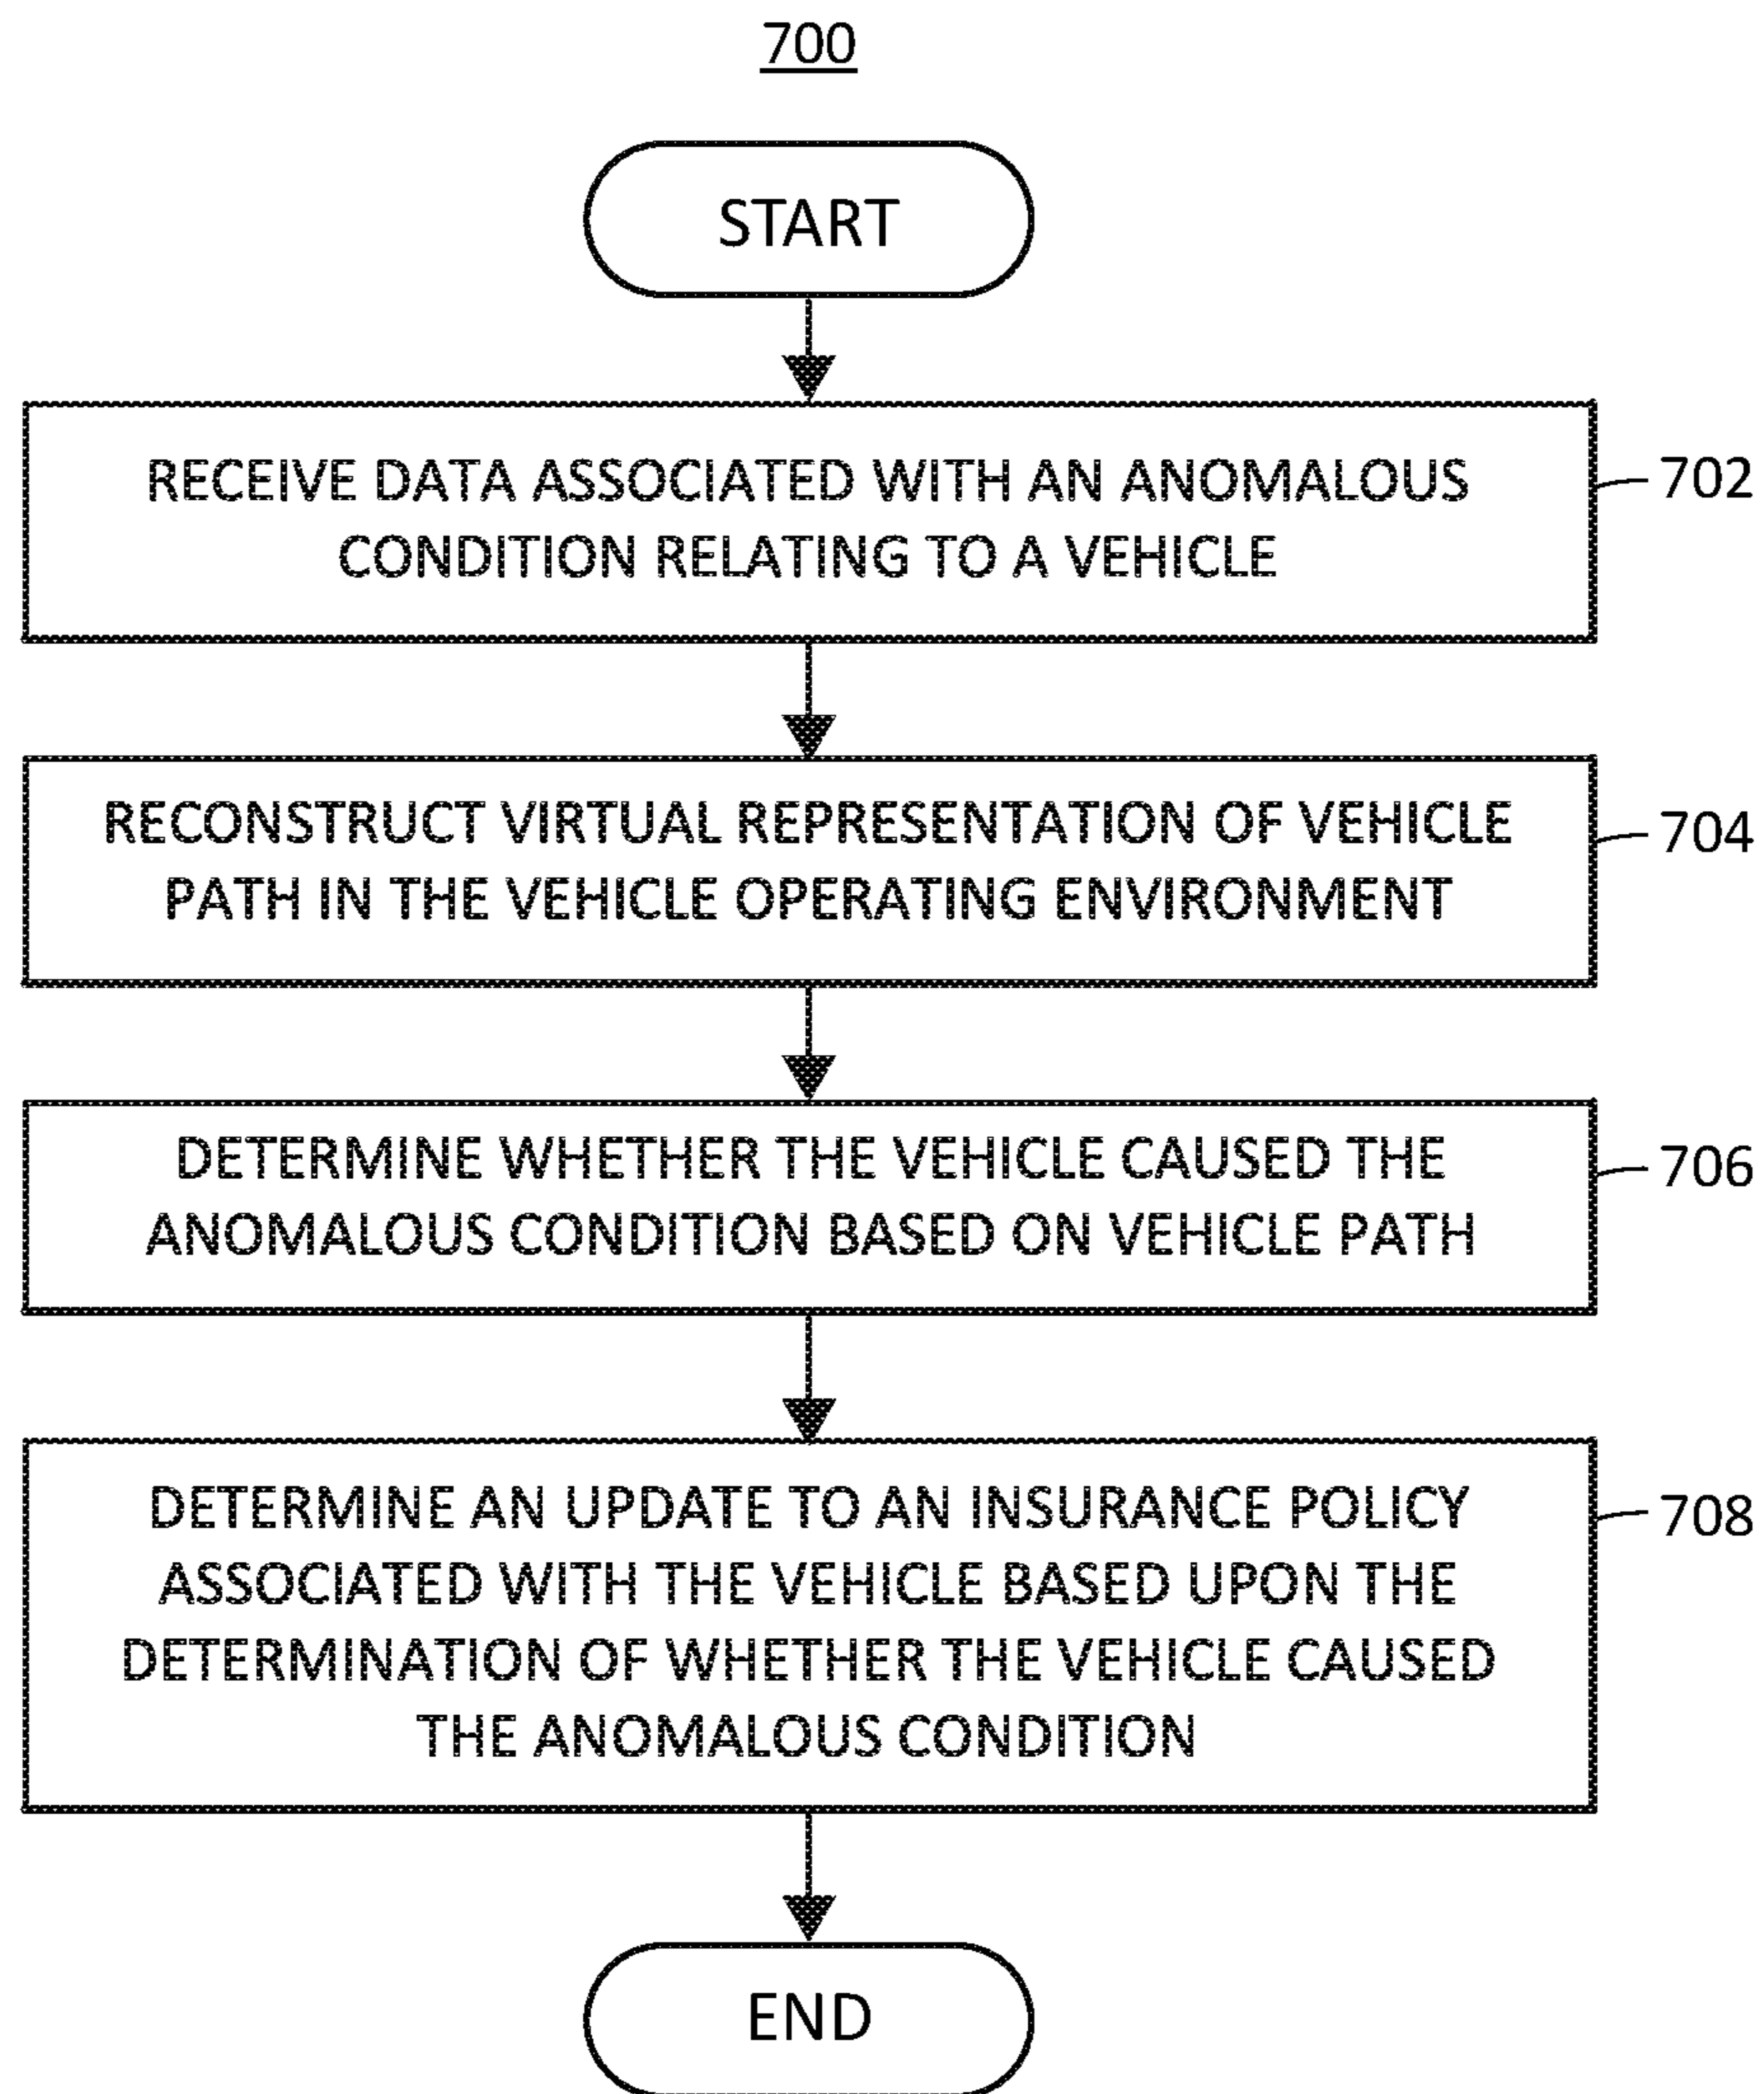 700
START
RECEIVE DATA ASSOCIATED WITH AN ANOMALOUS
CONDITION RELATING TO A VEHICLE
702
RECONSTRUCT VIRTUAL REPRESENTATION OF VEHICLE
PATH IN THE VEHICLE OPERATING ENVIRONMENT
704
DETERMINE WHETHER THE VEHICLE CAUSED THE
ANOMALOUS CONDITION BASED ON VEHICLE PATH
706
DETERMINE AN UPDATE TO AN INSURANCE POLICY
ASSOCIATED WITH THE VEHICLE BASED UPON THE
DETERMINATION OF WHETHER THE VEHICLE CAUSED
THE ANOMALOUS CONDITION
708
END